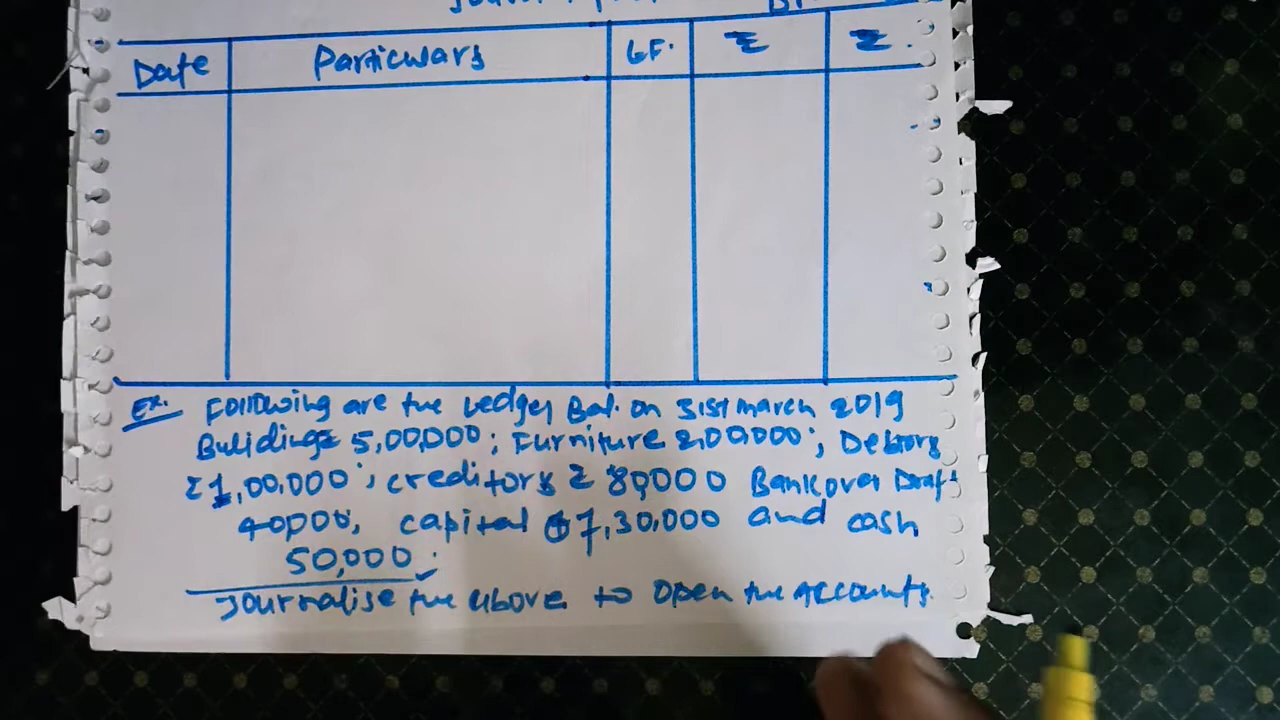 Date Particulars L.F. ₹ ₹.
Ex. Following are the Ledger Bal. on 31st march 2019
Buildings 5,00,000; Furniture 2,00,000; Debtors
₹1,00,000; creditors ₹ 80,000 Bank over Draft
40,000, capital 7,30,000 and cash
50,000.
Journalise the above to open the Accounts.